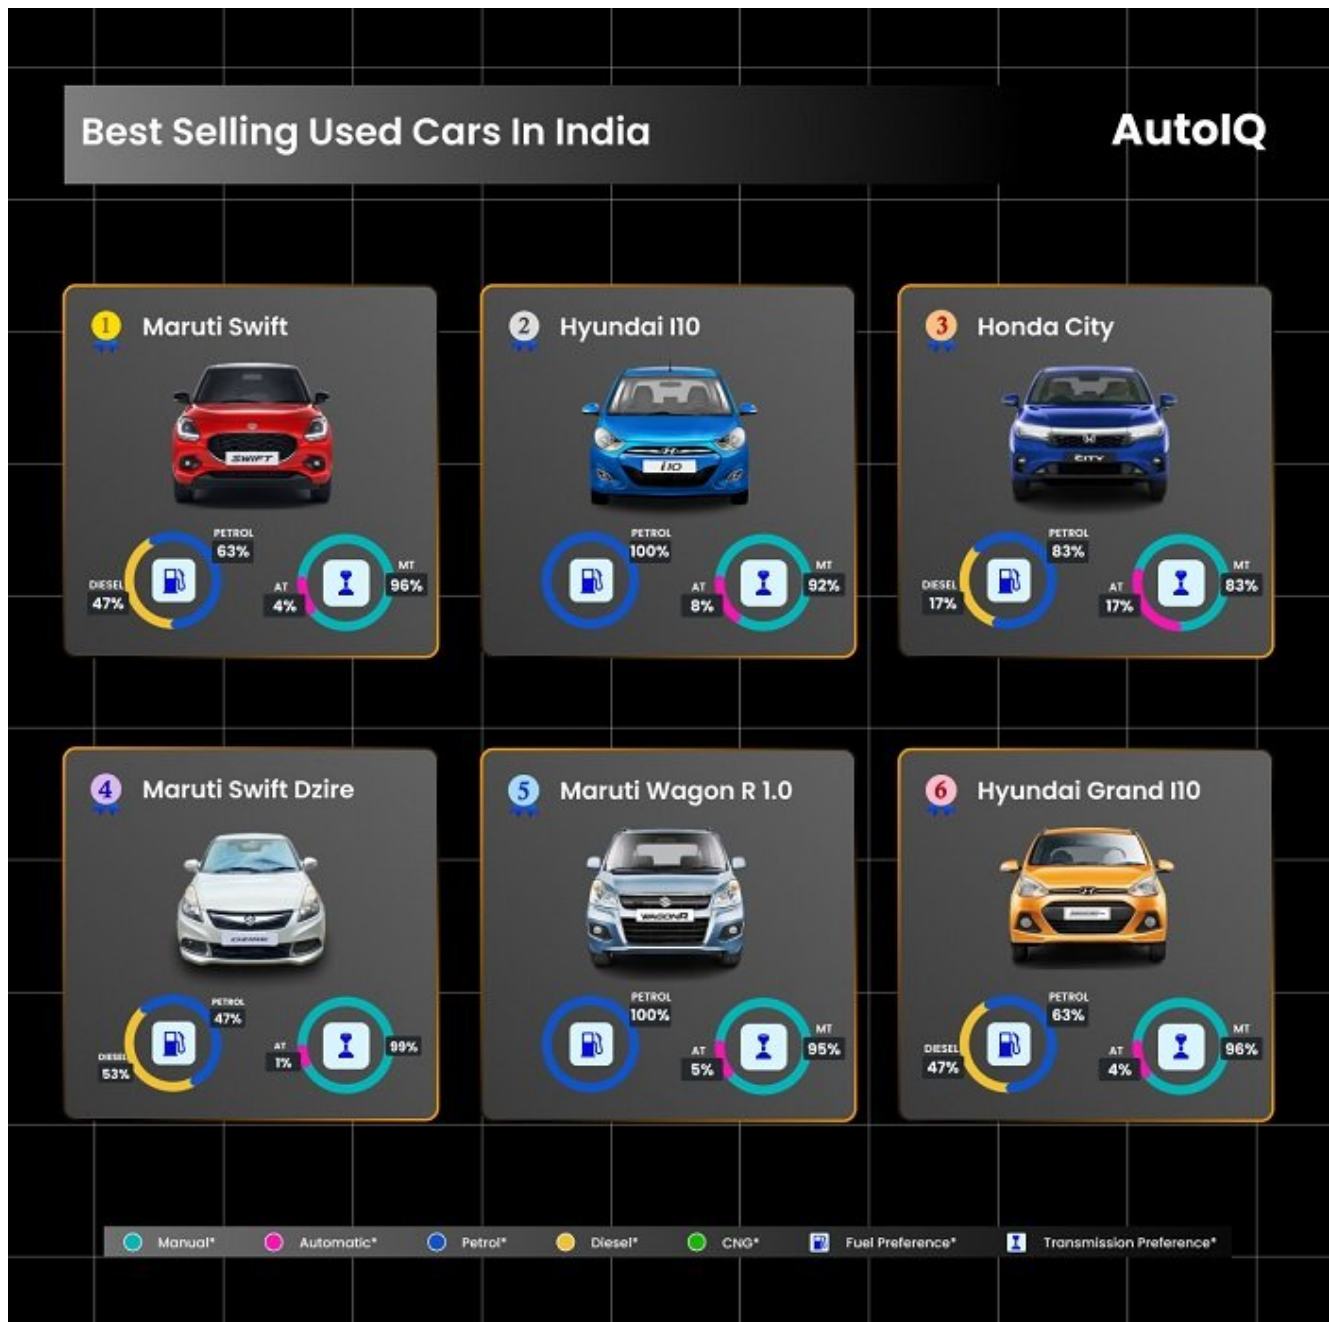 Best Selling Used Cars In India
AutoIQ
1 Maruti Swift
SWIFT
PETROL
63%
DIESEL
47%
MT
96%
AT
4%
2 Hyundai I10
i10
PETROL
100%
MT
92%
AT
8%
3 Honda City
CITY
PETROL
83%
DIESEL
17%
MT
83%
AT
17%
4 Maruti Swift Dzire
DZIRE
PETROL
47%
DIESEL
53%
99%
AT
1%
5 Maruti Wagon R 1.0
WAGONR
PETROL
100%
MT
95%
AT
5%
6 Hyundai Grand I10
PETROL
63%
DIESEL
47%
MT
96%
AT
4%
Manual* Automatic* Petrol* Diesel* CNG* Fuel Preference* Transmission Preference*